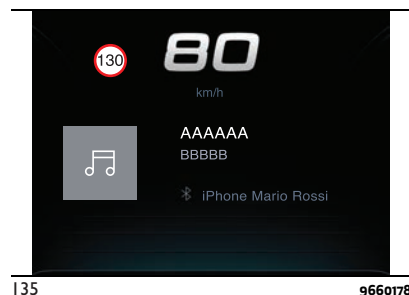 130
80
km/h
AAAAAA
BBBBB
iPhone Mario Rossi
135
9660178